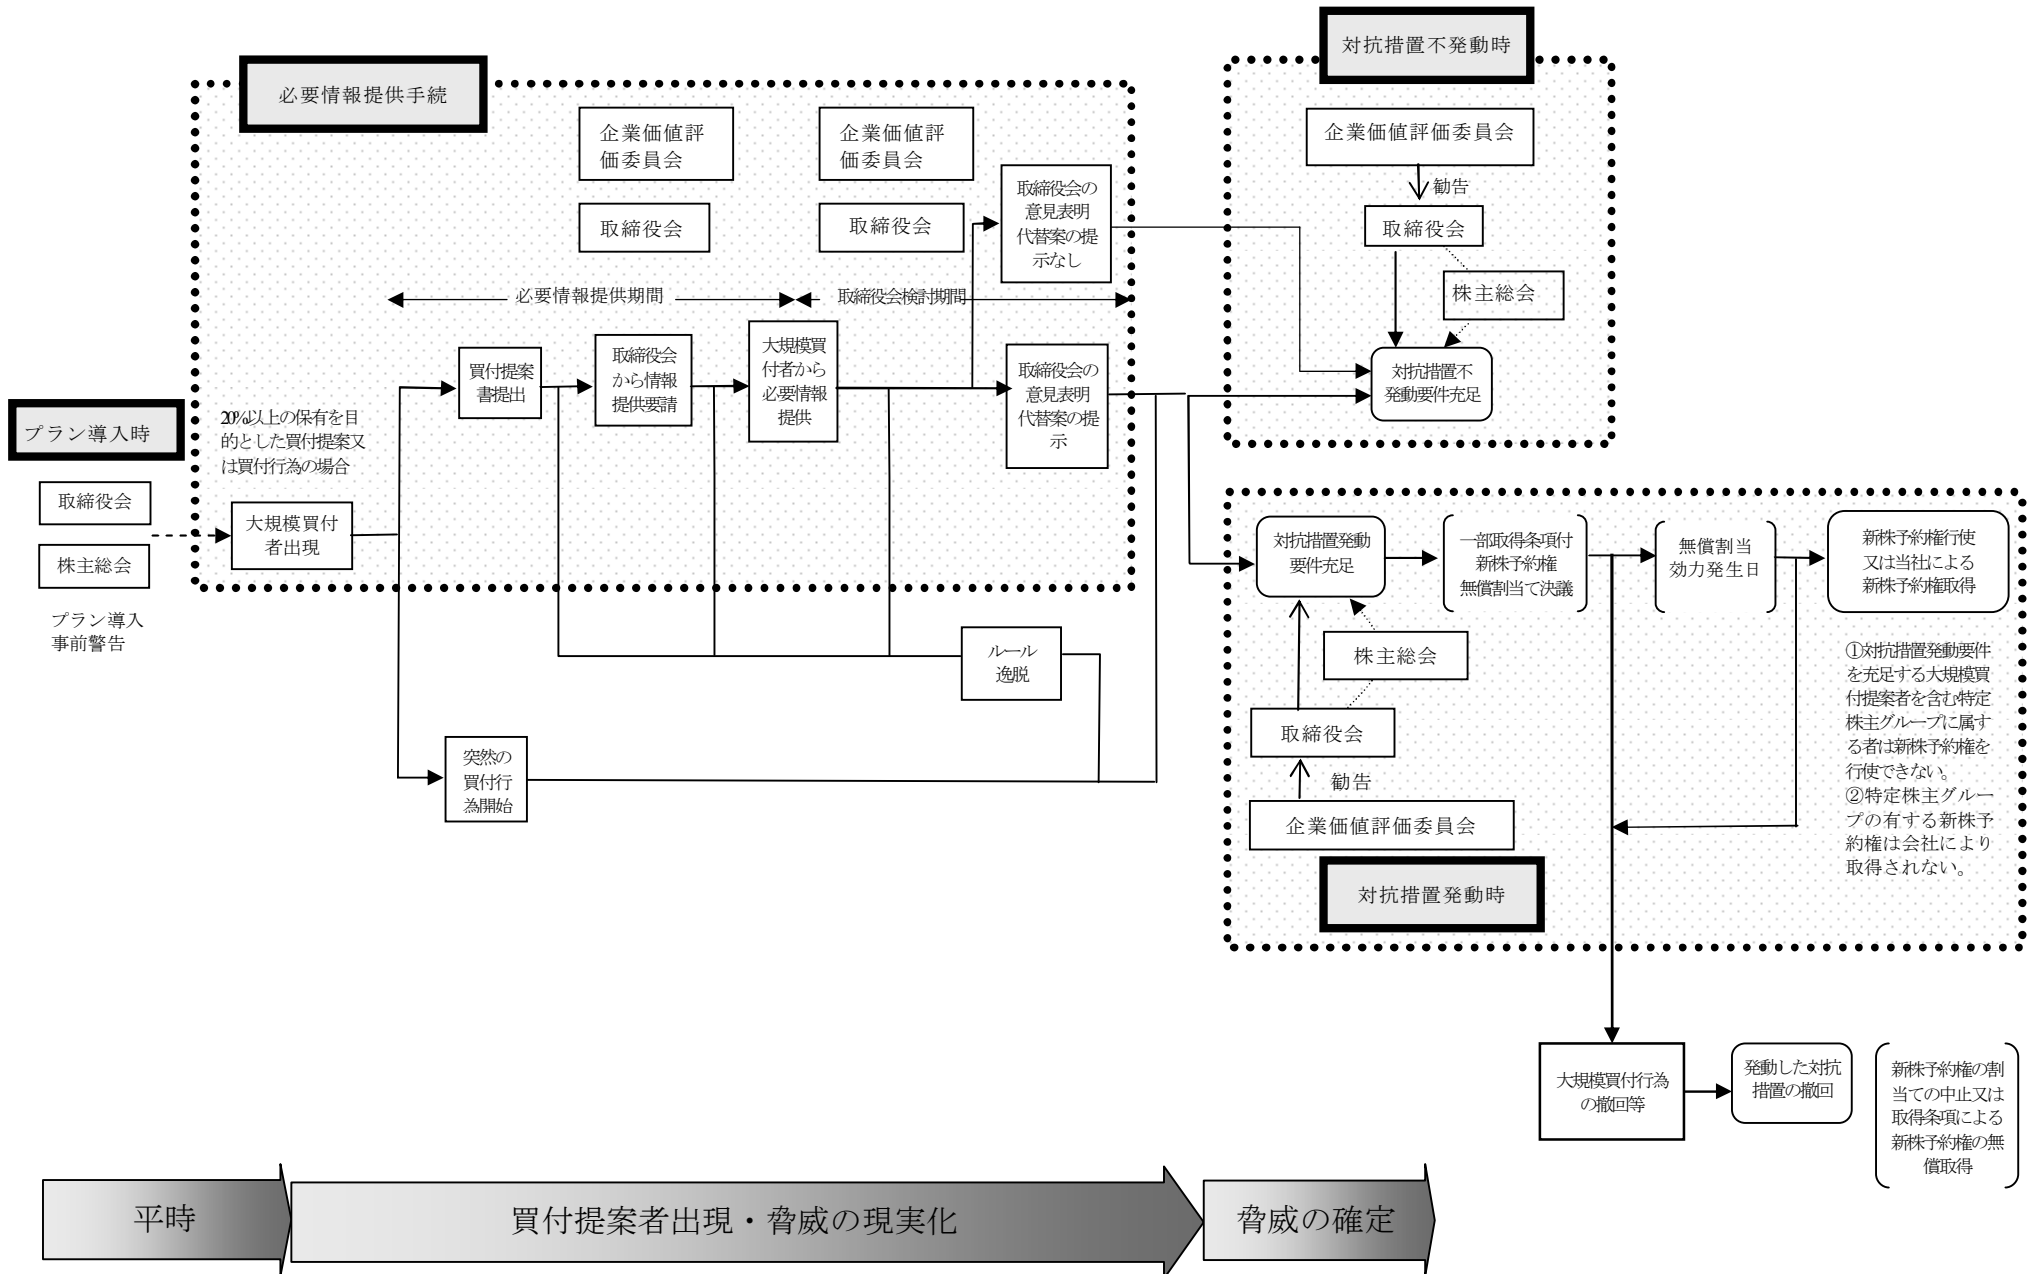 対抗措置不発動時
必要情報提供手続
企業価値評
価委員会
企業価値評
価委員会
企業価値評価委員会
取締役会の
意見表明
代替案の提
示なし
勧告
取締役会
取締役会
取締役会
株主総会
必要情報提供期間
取締役会検討期間
買付提案
書提出
取締役会
から情報
提供要請
大規模買
付者から
必要情報
提供
取締役会の
意見表明
代替案の提
示
対抗措置不
発動要件充足
プラン導入時
20%以上の保有を目
的とした買付提案又
は買付行為の場合
取締役会
株主総会
プラン導入
事前警告
大規模買付
者出現
対抗措置発動
要件充足
一部取得条項付
新株予約権
無償割当て決議
無償割当
効力発生日
新株予約権行使
又は当社による
新株予約権取得
ルール
逸脱
株主総会
取締役会
勧告
企業価値評価委員会
突然の
買付行
為開始
①対抗措置発動要件
を充足する大規模買
付提案者を含む特定
株主グループに属す
る者は新株予約権を
行使できない。
②特定株主グルー
プの有する新株予
約権は会社により
取得されない。
対抗措置発動時
大規模買付行為
の撤回等
発動した対抗
措置の撤回
新株予約権の割
当ての中止又は
取得条項による
新株予約権の無
償取得
平時
買付提案者出現・脅威の現実化
脅威の確定